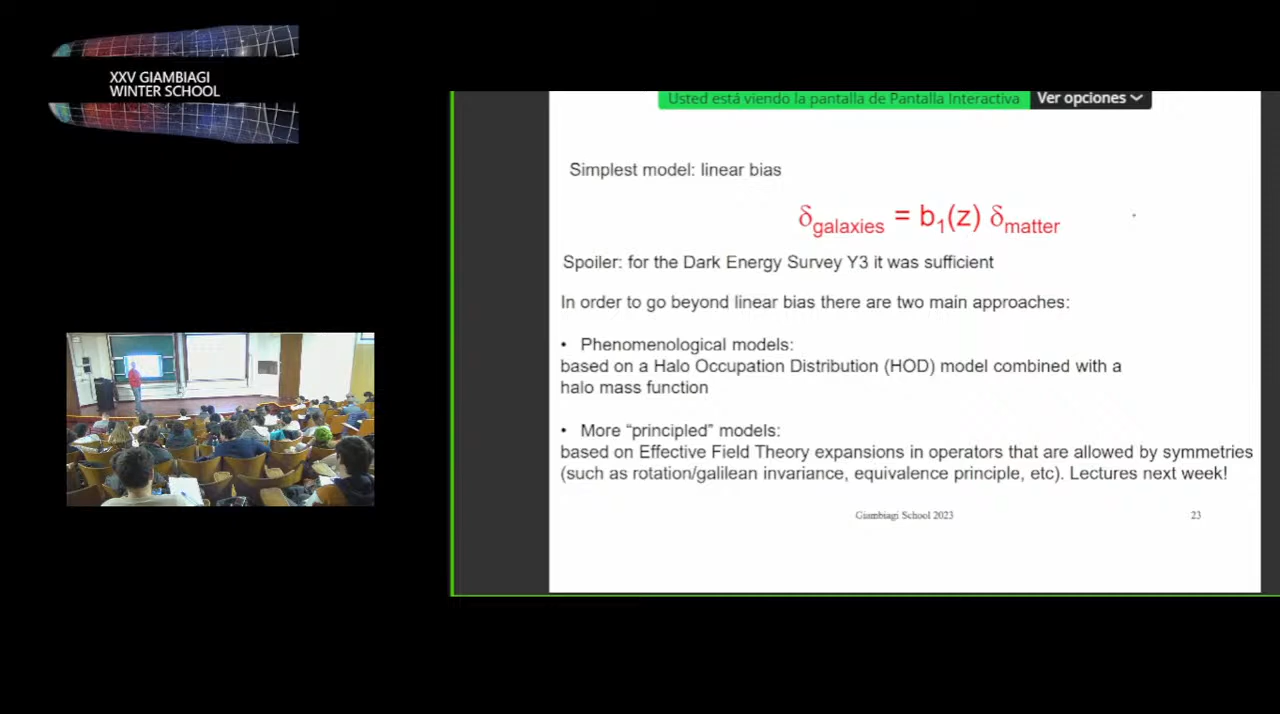 XXV GIAMBIAGI
WINTER SCHOOL
Usted está viendo la pantalla de Pantalla Interactiva
Ver opciones
Simplest model: linear bias
δgalaxies = b1(z) δmatter
Spoiler: for the Dark Energy Survey Y3 it was sufficient
In order to go beyond linear bias there are two main approaches:
• Phenomenological models:
based on a Halo Occupation Distribution (HOD) model combined with a
halo mass function
• More “principled” models:
based on Effective Field Theory expansions in operators that are allowed by symmetries
(such as rotation/galilean invariance, equivalence principle, etc). Lectures next week!
Giambiagi School 2023
23